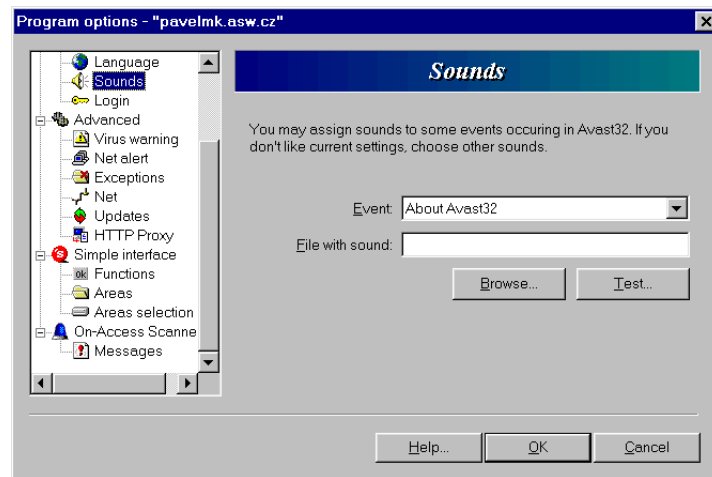 Program options - "pavelmk.asw.cz"
Language
Sounds
Login
Advanced
Virus warning
Net alert
Exceptions
Net
Updates
HTTP Proxy
Simple interface
ok Functions
Areas
Areas selection
On-Access Scanne
Messages
Sounds
You may assign sounds to some events occuring in Avast32. If you
don't like current settings, choose other sounds.
Event: About Avast32
File with sound:
Browse... Test...
Help... OK Cancel